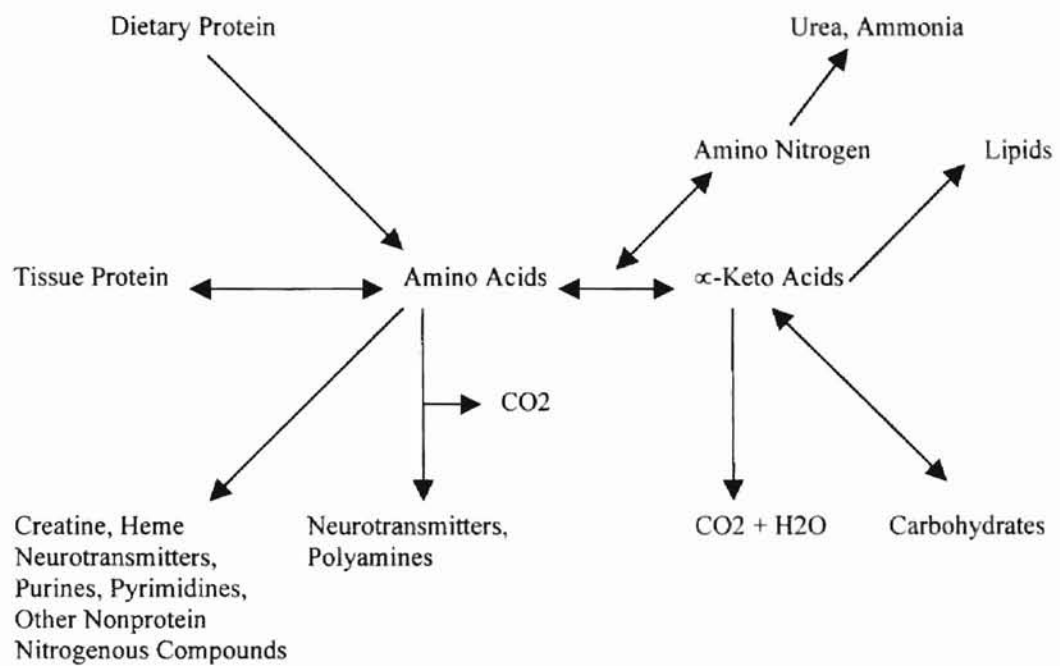 Dietary Protein
Urea, Ammonia
Amino Nitrogen
Lipids
Tissue Protein
Amino Acids
∝-Keto Acids
CO2
Creatine, Heme
Neurotransmitters,
Purines, Pyrimidines,
Other Nonprotein
Nitrogenous Compounds
Neurotransmitters,
Polyamines
CO2 + H2O
Carbohydrates